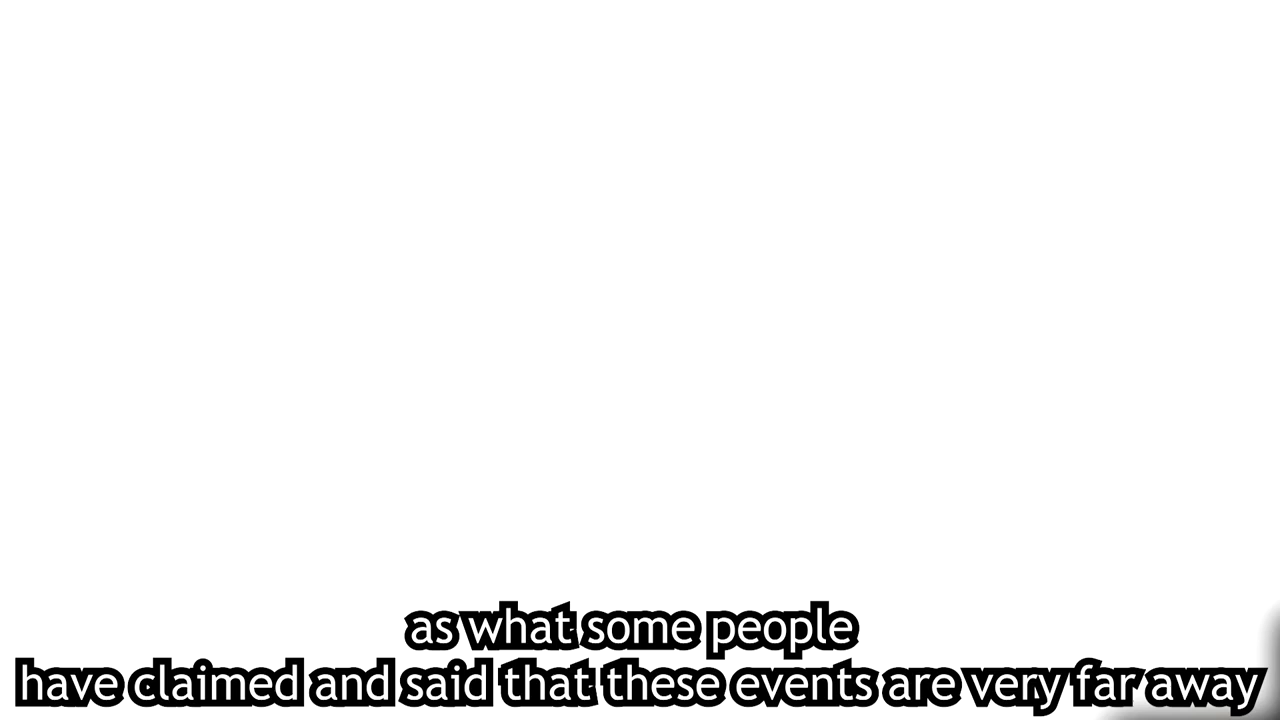 as what some people
have claimed and said that these events are very far away